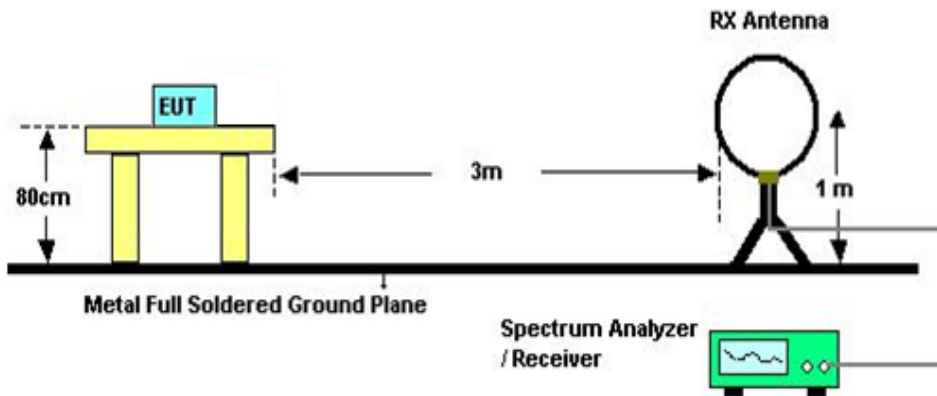 RX Antenna
EUT
3m
80cm
1 m
Metal Full Soldered Ground Plane
Spectrum Analyzer
/ Receiver